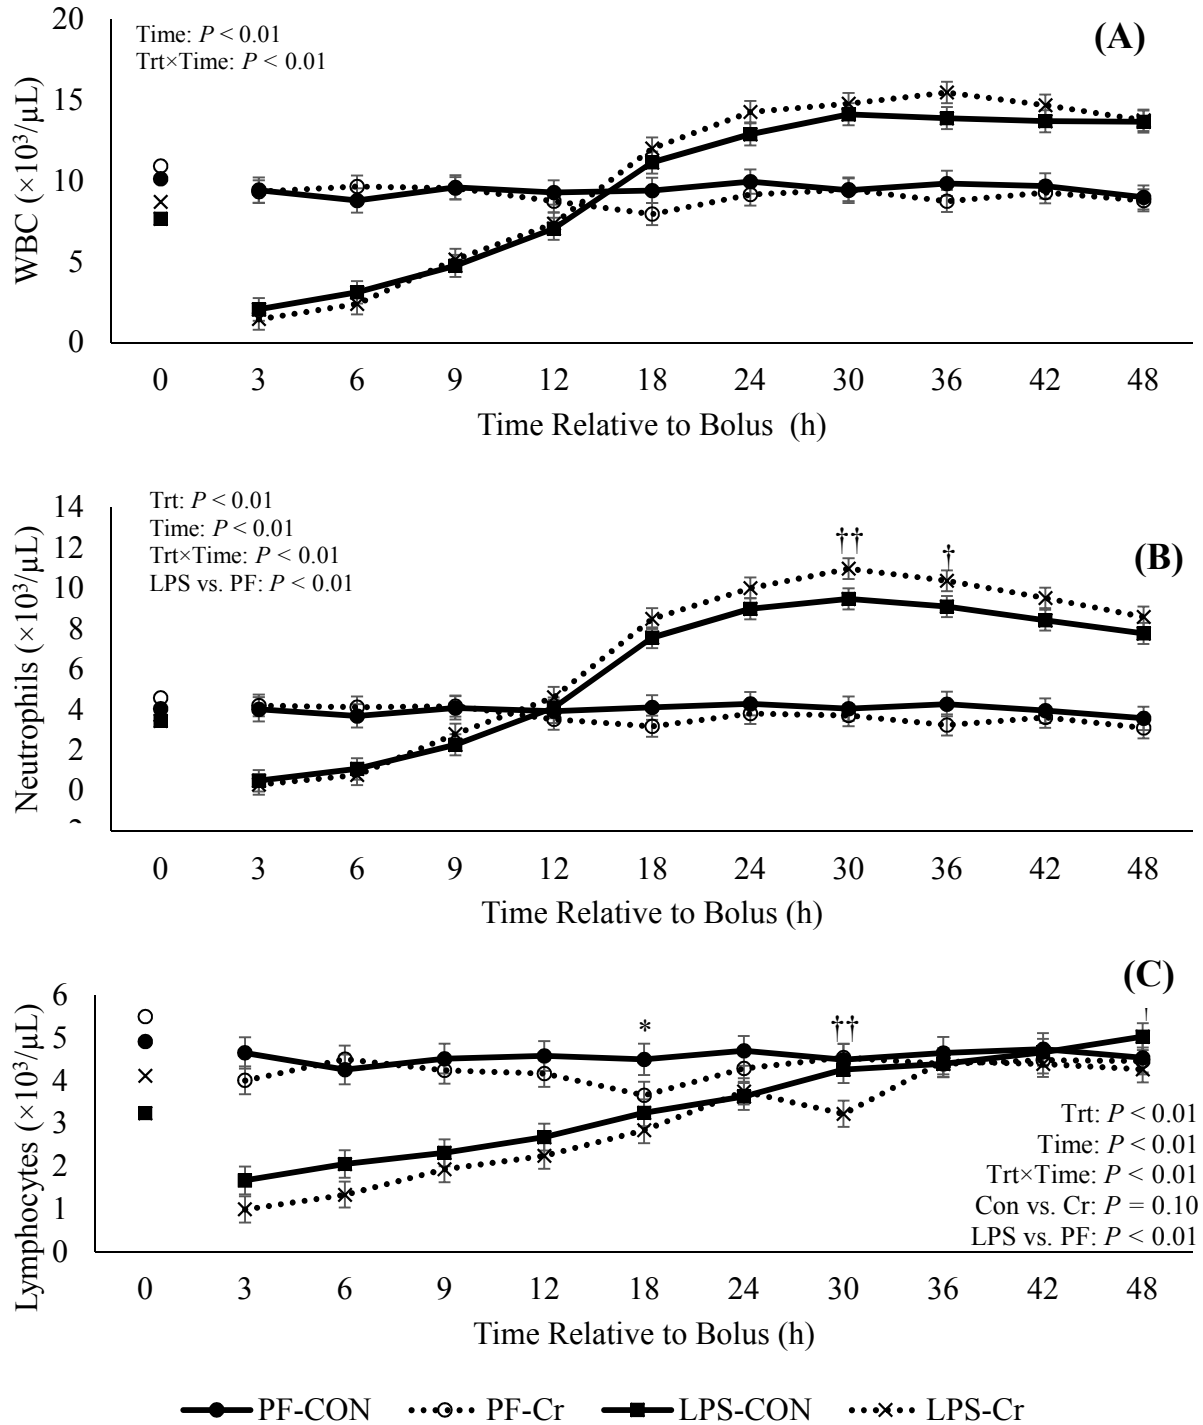 20
15
10
5
0
WBC (×10³/µL)
Time: P < 0.01
Trt×Time: P < 0.01
(A)
0 3 6 9 12 18 24 30 36 42 48
Time Relative to Bolus (h)
14
12
10
8
6
4
2
0
Neutrophils (×10³/µL)
Trt: P < 0.01
Time: P < 0.01
Trt×Time: P < 0.01
LPS vs. PF: P < 0.01
††
†
(B)
0 3 6 9 12 18 24 30 36 42 48
Time Relative to Bolus (h)
6
5
4
3
2
1
0
Lymphocytes (×10³/µL)
(C)
*
††
Trt: P < 0.01
Time: P < 0.01
Trt×Time: P < 0.01
Con vs. Cr: P = 0.10
LPS vs. PF: P < 0.01
0 3 6 9 12 18 24 30 36 42 48
Time Relative to Bolus (h)
PF-CON PF-Cr LPS-CON LPS-Cr